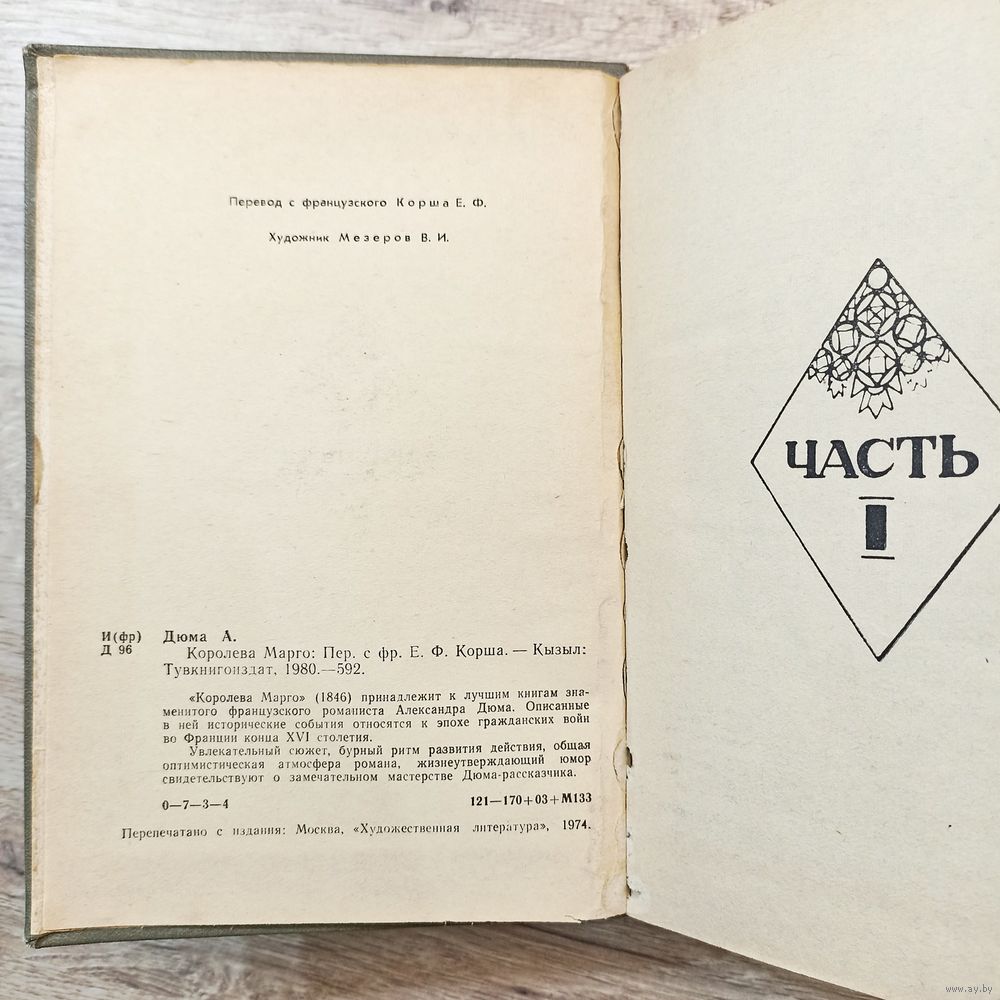 Перевод с французского Корша Е. Ф.
Художник Мезеров В. И.
И(фр) Дюма А.
Д 96 Королева Марго: Пер. с фр. Е. Ф. Корша. — Кызыл:
Тувкнигоиздат, 1980.—592.
«Королева Марго» (1846) принадлежит к лучшим книгам зна-
менитого французского романиста Александра Дюма. Описанные
в ней исторические события относятся к эпохе гражданских войн
во Франции конца XVI столетия.
Увлекательный сюжет, бурный ритм развития действия, общая
оптимистическая атмосфера романа, жизнеутверждающий юмор
свидетельствуют о замечательном мастерстве Дюма-рассказчика.
0—7—3—4 121—170+03+М133
Перепечатано с издания: Москва, «Художественная литература», 1974.
ЧАСТЬ
I
www.ay.by